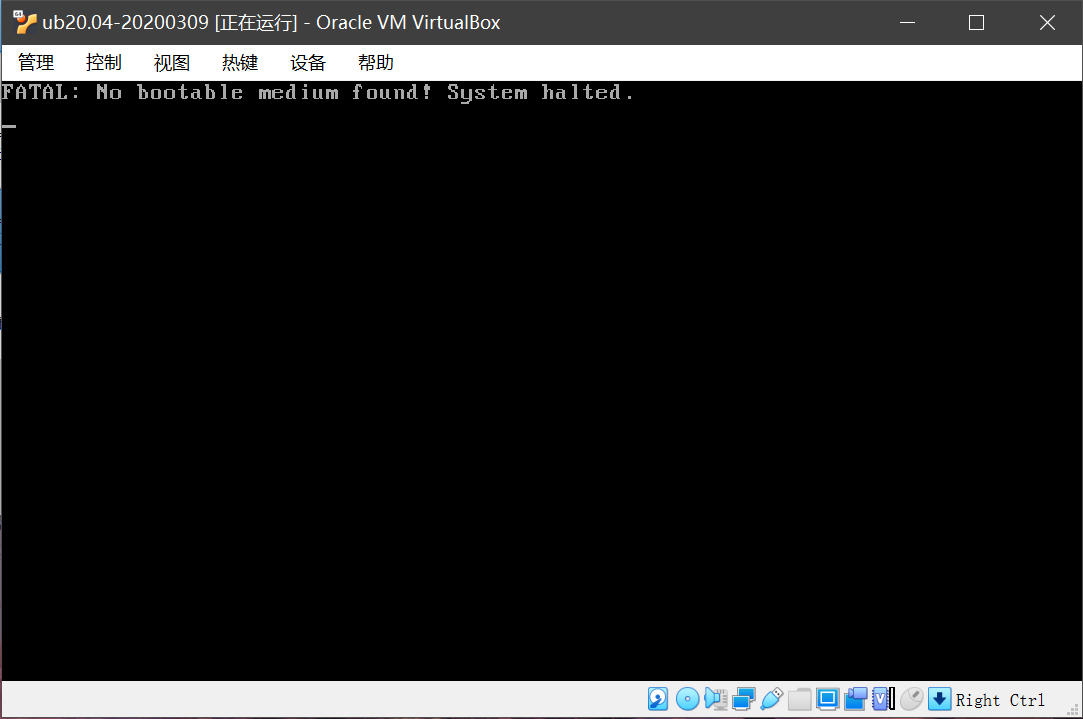 ub20.04-20200309 [正在运行] - Oracle VM VirtualBox
管理 控制 视图 热键 设备 帮助
FATAL: No bootable medium found! System halted.
Right Ctrl